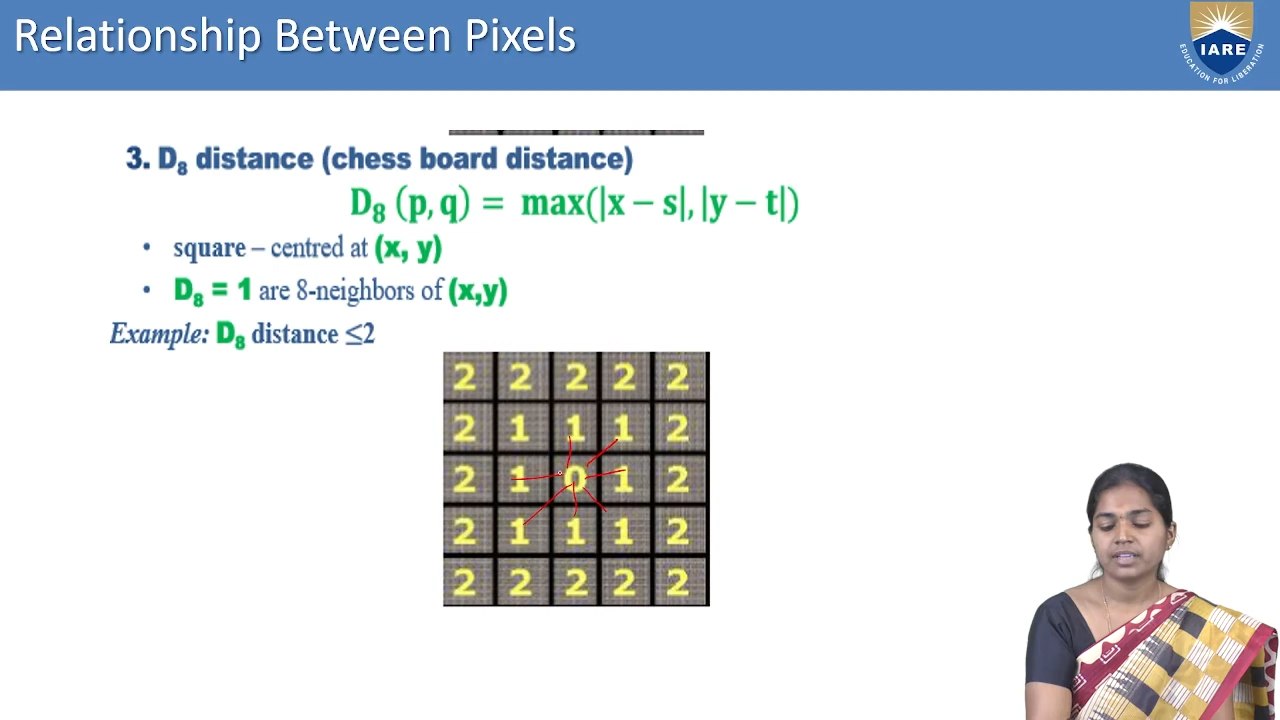 Relationship Between Pixels
IARE
EDUCATION FOR LIBERATION
3. D₈ distance (chess board distance)
D₈ (p, q) = max(|x − s|, |y − t|)
• square – centred at (x, y)
• D₈ = 1 are 8-neighbors of (x,y)
Example: D₈ distance ≤2
2 2 2 2 2
2 1 1 1 2
2 1 0 1 2
2 1 1 1 2
2 2 2 2 2